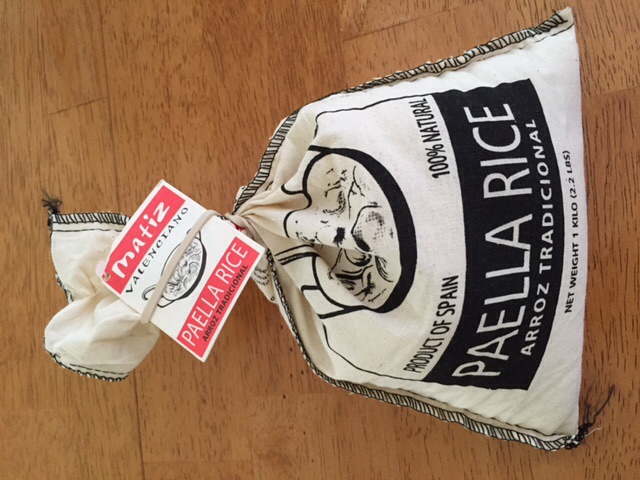 matiz
VALENCIANO
PAELLA RICE
ARROZ TRADICIONAL
PRODUCT OF SPAIN 100% NATURAL
PAELLA RICE
ARROZ TRADICIONAL
NET WEIGHT 1 KILO (2.2 LBS)